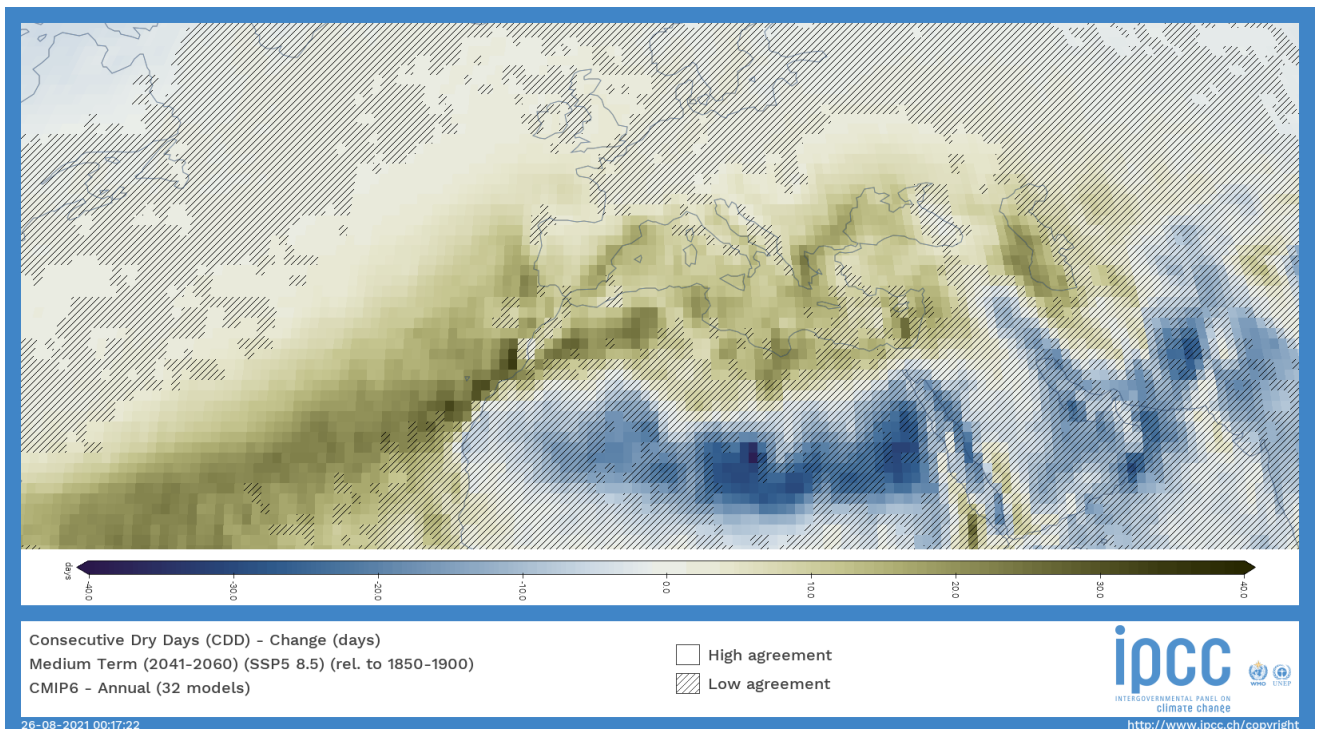 days
-40.0
-30.0
-20.0
-10.0
0.0
10.0
20.0
30.0
40.0
Consecutive Dry Days (CDD) - Change (days)
Medium Term (2041-2060) (SSP5 8.5) (rel. to 1850-1900)
CMIP6 - Annual (32 models)
High agreement
Low agreement
ipcc
INTERGOVERNMENTAL PANEL ON
climate change
WMO
UNEP
26-08-2021 00:17:22
http://www.ipcc.ch/copyright